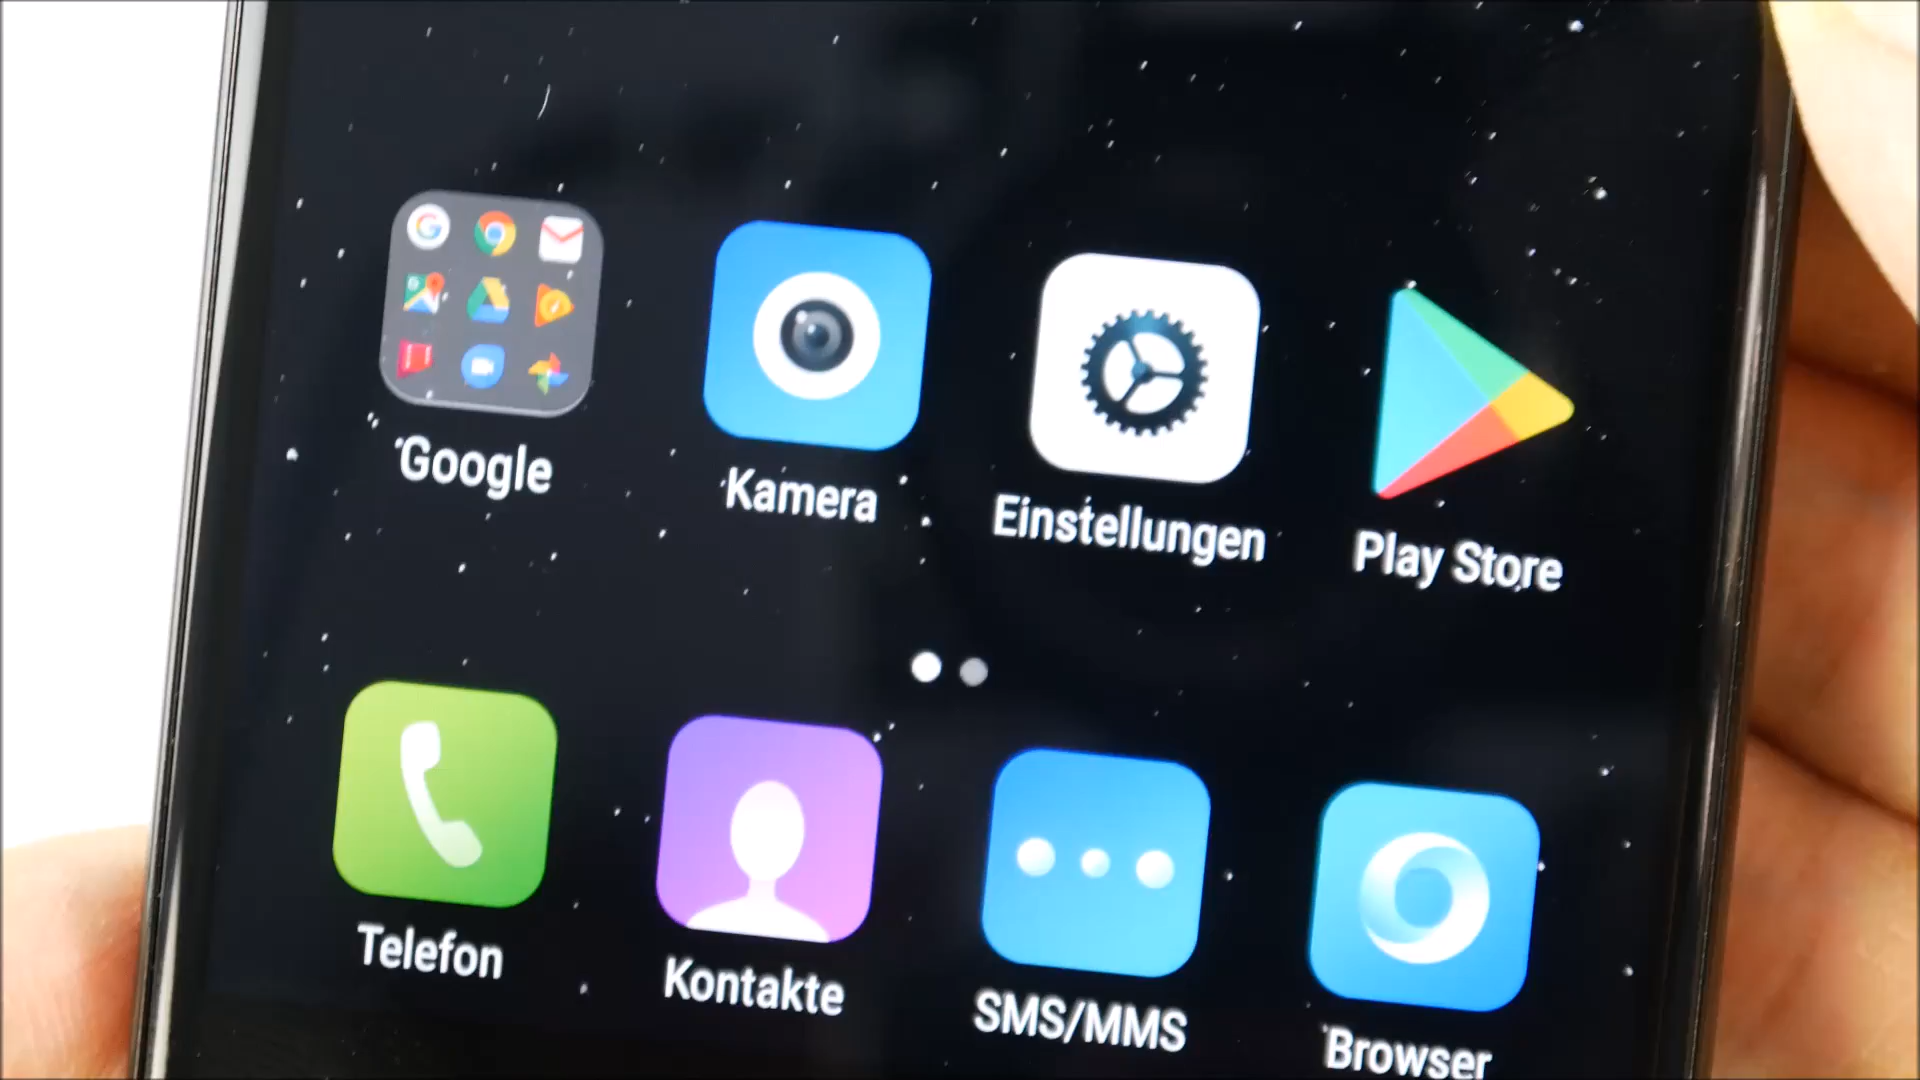 Google
Kamera
Einstellungen
Play Store
Telefon
Kontakte
SMS/MMS
Browser